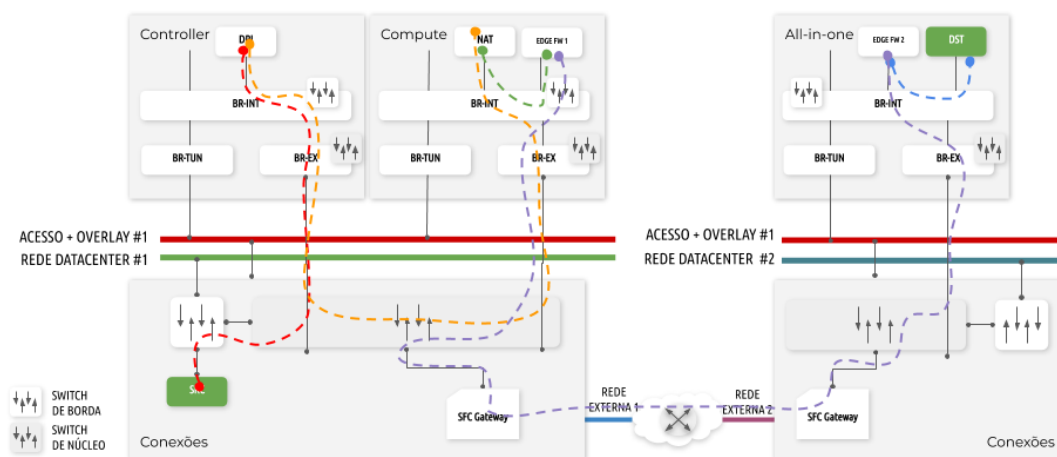 Controller
DPI
BR-INT
BR-TUN
BR-EX
Compute
NAT
EDGE FW 1
BR-INT
BR-TUN
BR-EX
All-in-one
EDGE FW 2
DST
BR-INT
BR-TUN
BR-EX
ACESSO + OVERLAY #1
REDE DATACENTER #1
ACESSO + OVERLAY #1
REDE DATACENTER #2
SRC
SFC Gateway
Conexões
REDE
EXTERNA 1
REDE
EXTERNA 2
SFC Gateway
Conexões
SWITCH
DE BORDA
SWITCH
DE NÚCLEO